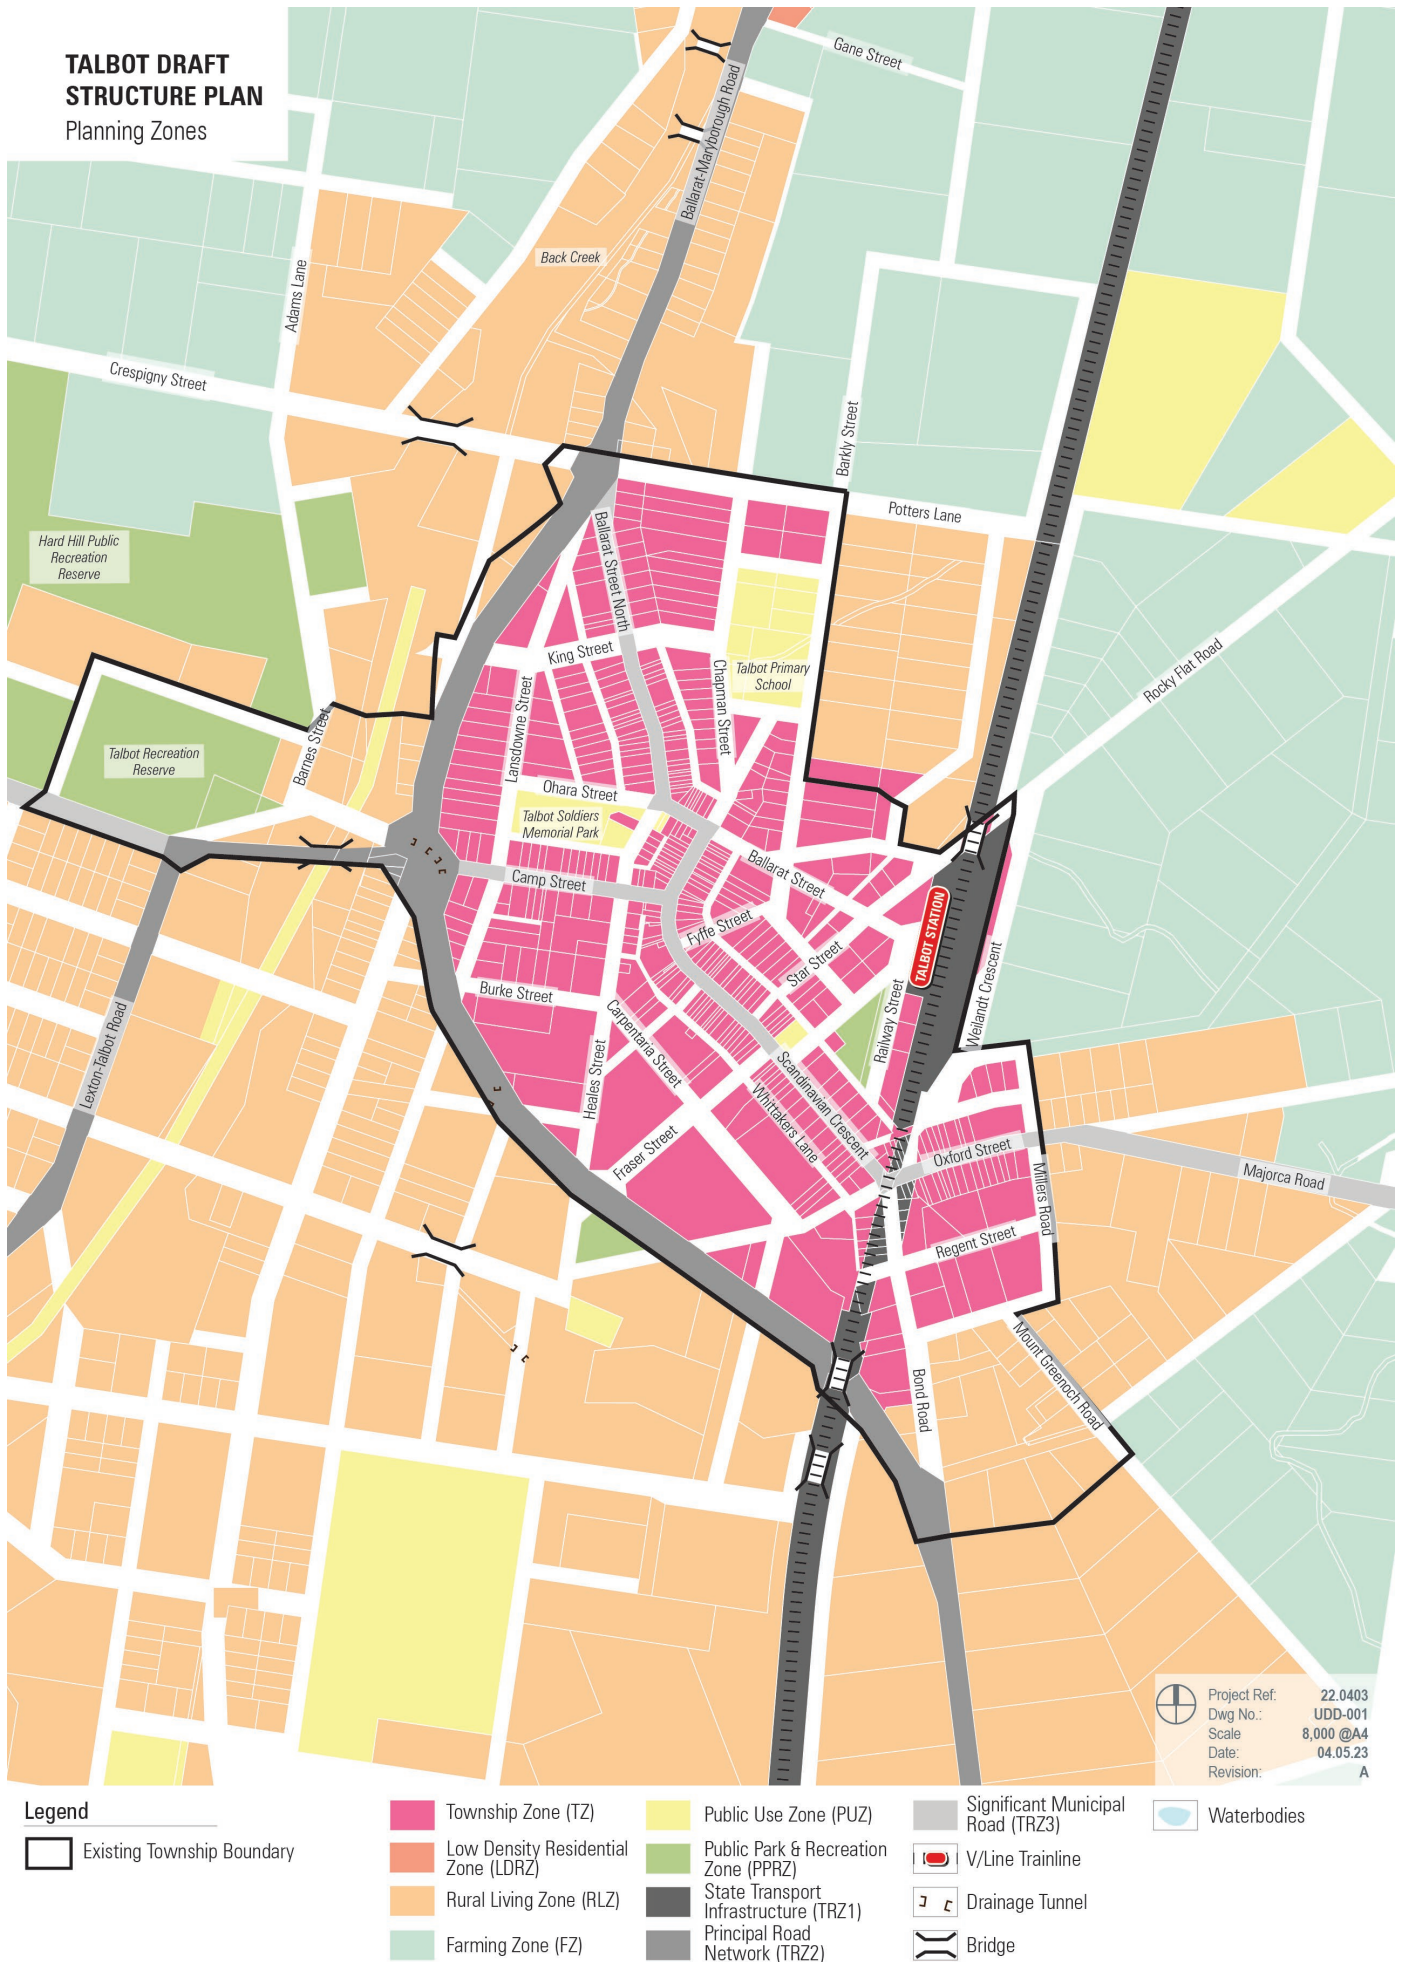 TALBOT DRAFT
STRUCTURE PLAN
Planning Zones
Gane Street
Ballarat-Maryborough Road
Back Creek
Adams Lane
Crespigny Street
Barkly Street
Potters Lane
Hard Hill Public
Recreation
Reserve
Ballarat Street North
King Street
Chapman Street
Talbot Primary
School
Rocky Flat Road
Lansdowne Street
Barnes Street
Talbot Recreation
Reserve
Ohara Street
Talbot Soldiers
Memorial Park
Camp Street
Ballarat Street
Fyffe Street
Star Street
TALBOT STATION
Weilandt Crescent
Railway Street
Burke Street
Carpentaria Street
Heales Street
Lexton-Talbot Road
Scandinavian Crescent
Whittakers Lane
Fraser Street
Oxford Street
Millers Road
Majorca Road
Regent Street
Mount Greenoch Road
Bond Road
Project Ref: 22.0403
Dwg No.: UDD-001
Scale 8,000 @A4
Date: 04.05.23
Revision: A
Legend
Existing Township Boundary
Township Zone (TZ)
Low Density Residential
Zone (LDRZ)
Rural Living Zone (RLZ)
Farming Zone (FZ)
Public Use Zone (PUZ)
Public Park & Recreation
Zone (PPRZ)
State Transport
Infrastructure (TRZ1)
Principal Road
Network (TRZ2)
Significant Municipal
Road (TRZ3)
V/Line Trainline
Drainage Tunnel
Bridge
Waterbodies